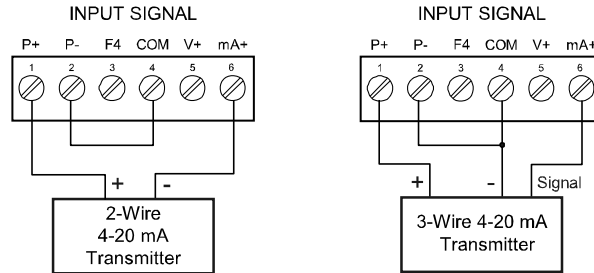 INPUT SIGNAL
P+ P- F4 COM V+ mA+
1 2 3 4 5 6
+ -
2-Wire
4-20 mA
Transmitter
INPUT SIGNAL
P+ P- F4 COM V+ mA+
1 2 3 4 5 6
+ - Signal
3-Wire 4-20 mA
Transmitter